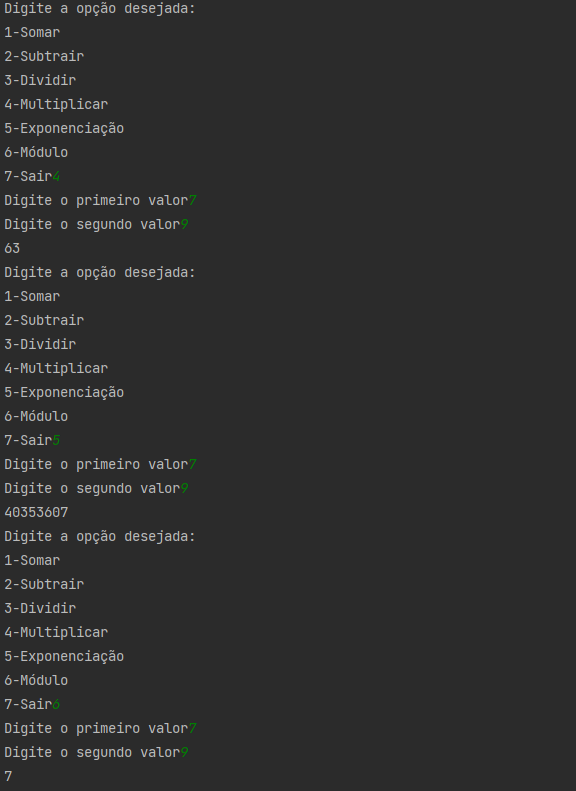 Digite a opção desejada:
1-Somar
2-Subtrair
3-Dividir
4-Multiplicar
5-Exponenciação
6-Módulo
7-Sair4
Digite o primeiro valor7
Digite o segundo valor9
63
Digite a opção desejada:
1-Somar
2-Subtrair
3-Dividir
4-Multiplicar
5-Exponenciação
6-Módulo
7-Sair5
Digite o primeiro valor7
Digite o segundo valor9
40353607
Digite a opção desejada:
1-Somar
2-Subtrair
3-Dividir
4-Multiplicar
5-Exponenciação
6-Módulo
7-Sair6
Digite o primeiro valor7
Digite o segundo valor9
7